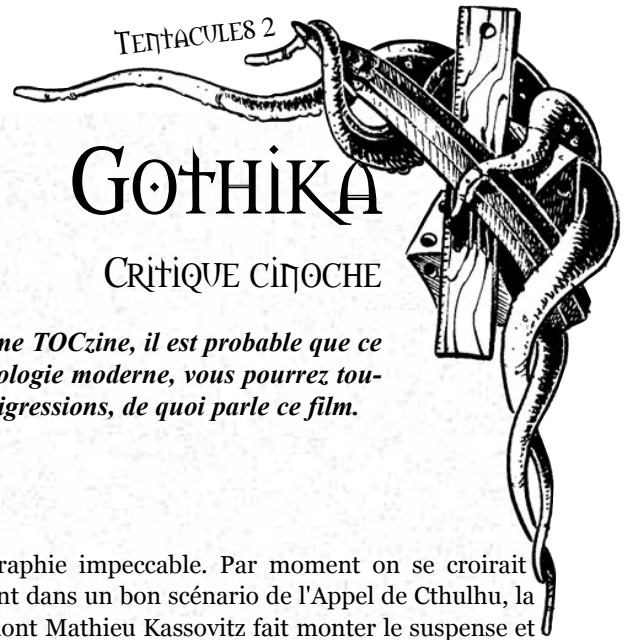 TENTACULES 2
GOTHIKA
CRITIQUE CINOCHE
me TOCzine, il est probable que ce
ologie moderne, vous pourrez tou-
igressions, de quoi parle ce film.
raphie impeccable. Par moment on se croirait
nt dans un bon scénario de l'Appel de Cthulhu, la
dont Mathieu Kassovitz fait monter le suspense et